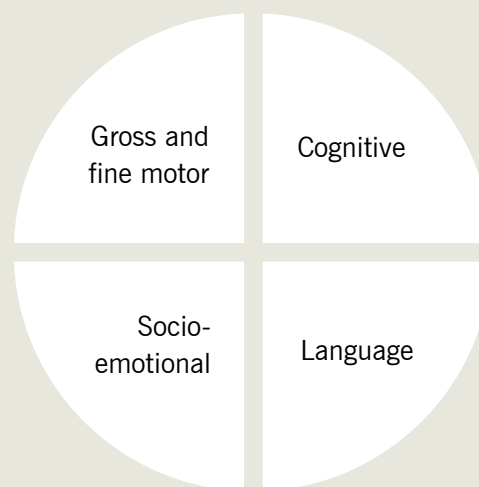 Gross and
fine motor
Cognitive
Socio-
emotional
Language